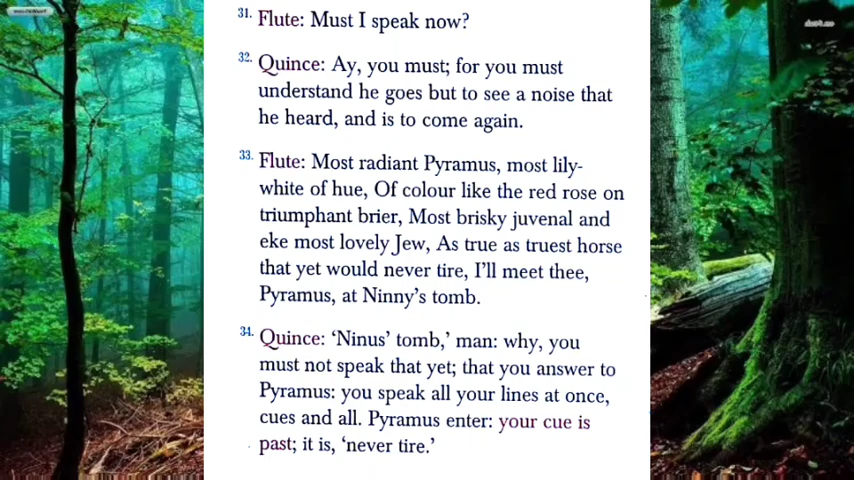 31. Flute: Must I speak now?
32. Quince: Ay, you must; for you must
understand he goes but to see a noise that
he heard, and is to come again.
33. Flute: Most radiant Pyramus, most lily-
white of hue, Of colour like the red rose on
triumphant brier, Most brisky juvenal and
eke most lovely Jew, As true as truest horse
that yet would never tire, I’ll meet thee,
Pyramus, at Ninny’s tomb.
34. Quince: ‘Ninus’ tomb,’ man: why, you
must not speak that yet; that you answer to
Pyramus: you speak all your lines at once,
cues and all. Pyramus enter: your cue is
past; it is, ‘never tire.’